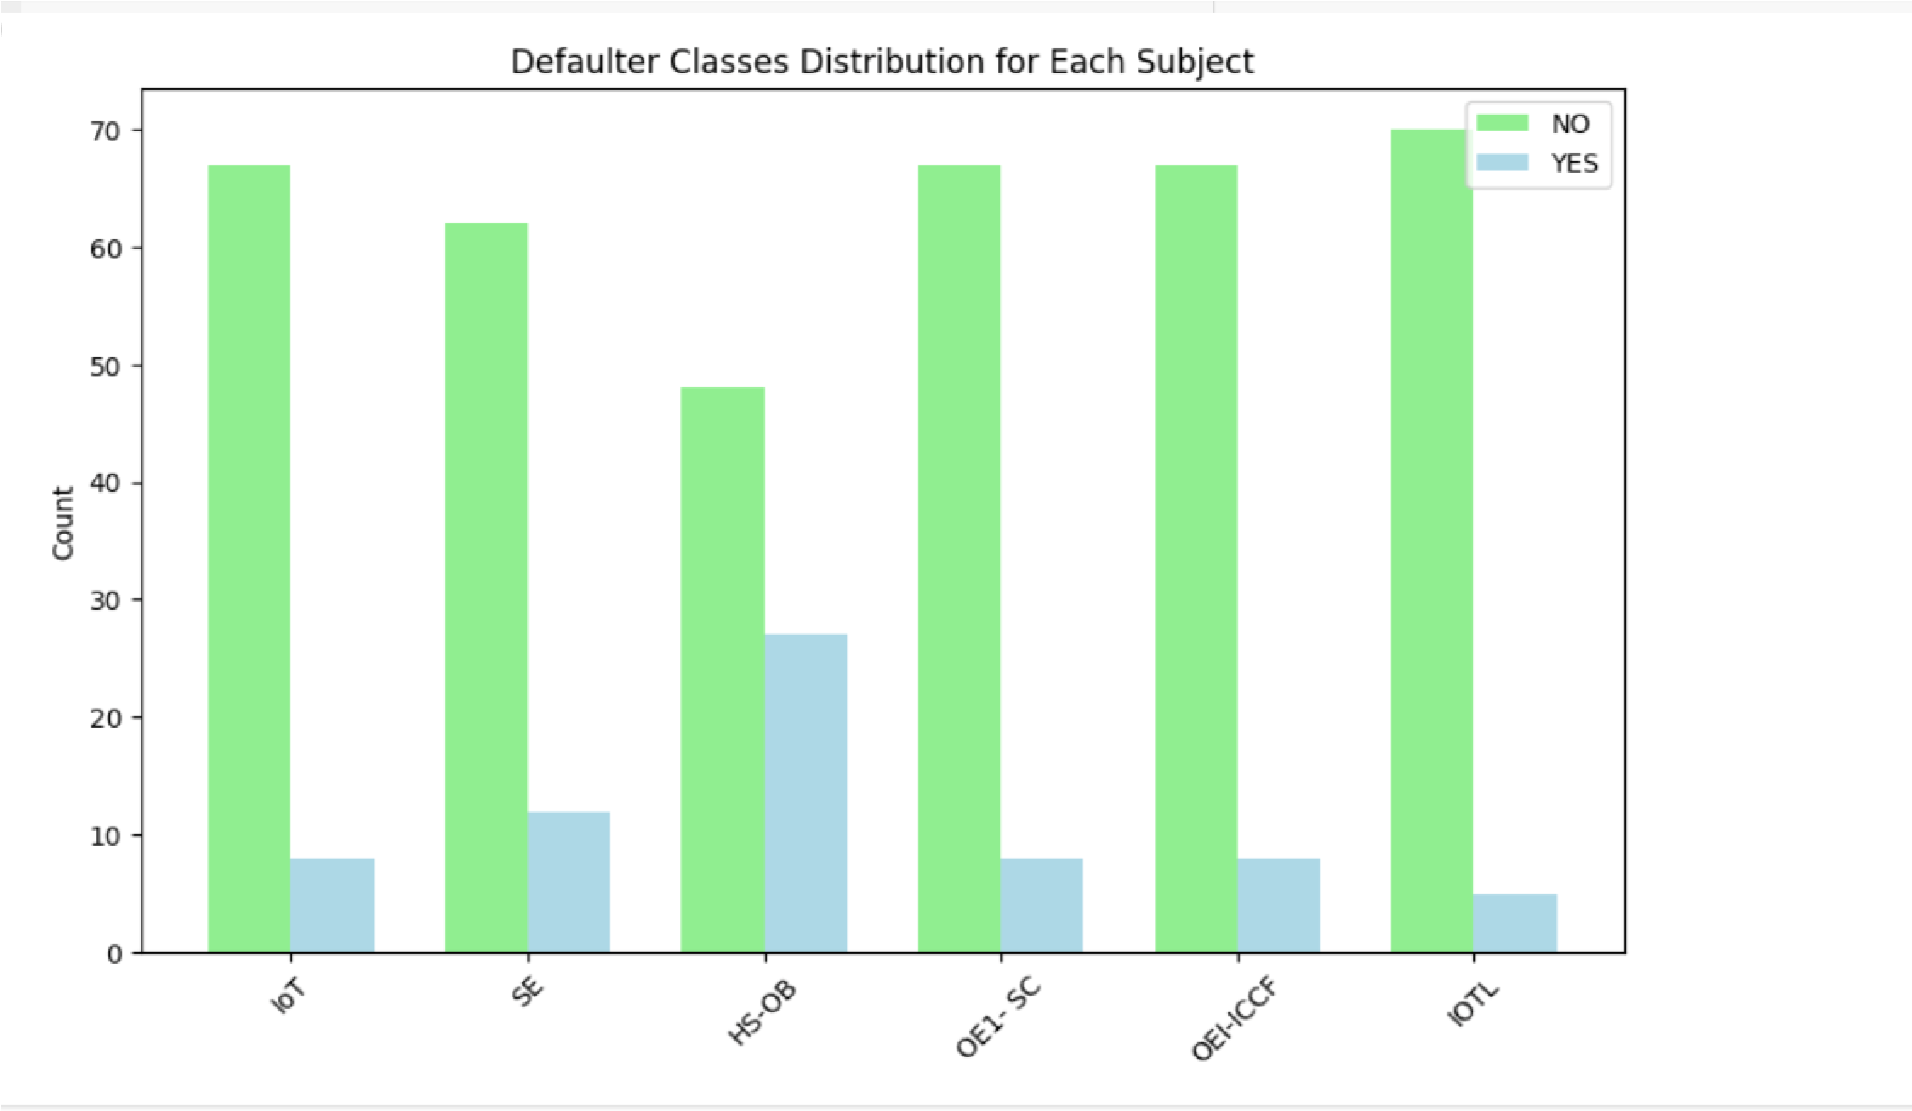 Defaulter Classes Distribution for Each Subject
NO
YES
70
60
50
40
30
20
10
0
Count
IoT
SE
HS-OB
OE1- SC
OEI-ICCF
IOTL